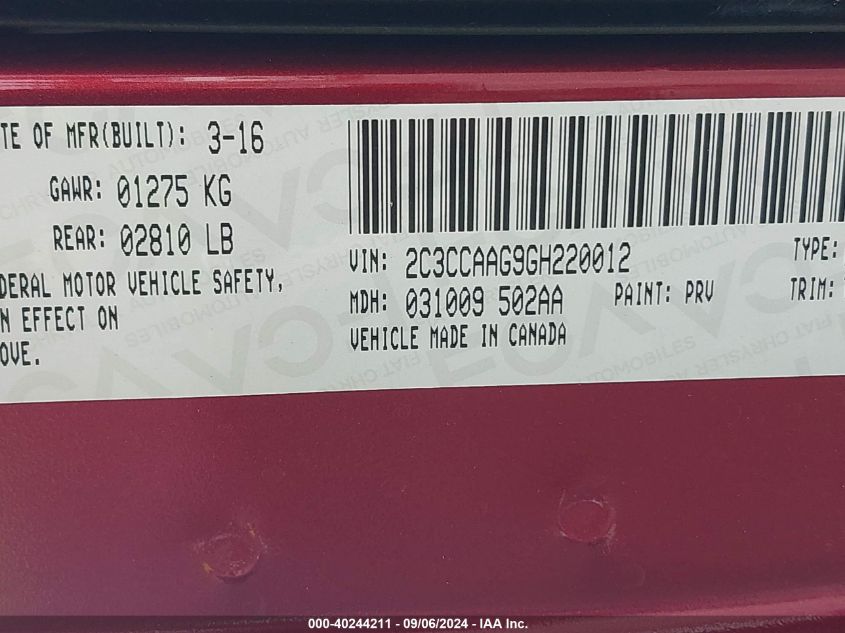 TE OF MFR(BUILT): 3-16
GAWR: 01275 KG
REAR: 02810 LB
DERAL MOTOR VEHICLE SAFETY,
N EFFECT ON
OVE.
VIN: 2C3CCAAG9GH220012 TYPE:
MDH: 031009 502AA PAINT: PRV TRIM:
VEHICLE MADE IN CANADA
000-40244211 - 09/06/2024 - IAA Inc.